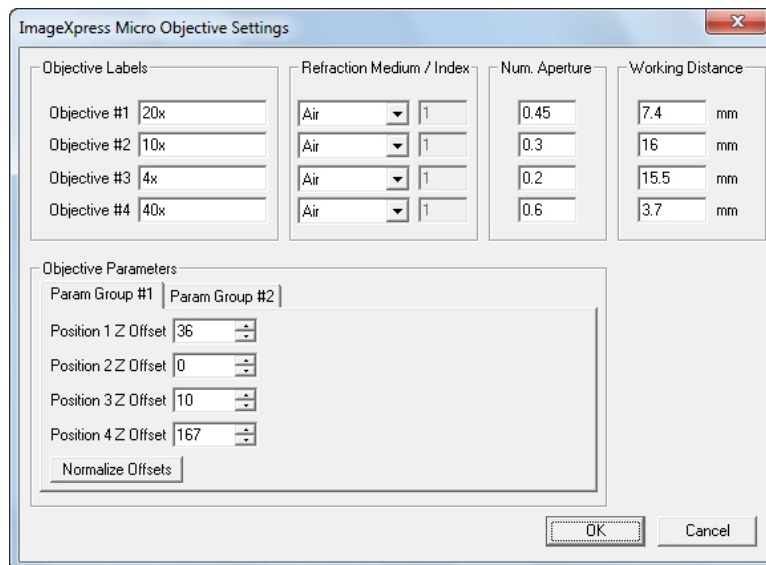 ImageXpress Micro Objective Settings
Objective Labels Refraction Medium / Index Num. Aperture Working Distance
Objective #1 20x Air 1 0.45 7.4 mm
Objective #2 10x Air 1 0.3 16 mm
Objective #3 4x Air 1 0.2 15.5 mm
Objective #4 40x Air 1 0.6 3.7 mm
Objective Parameters
Param Group #1 Param Group #2
Position 1 Z Offset 36
Position 2 Z Offset 0
Position 3 Z Offset 10
Position 4 Z Offset 167
Normalize Offsets
OK Cancel